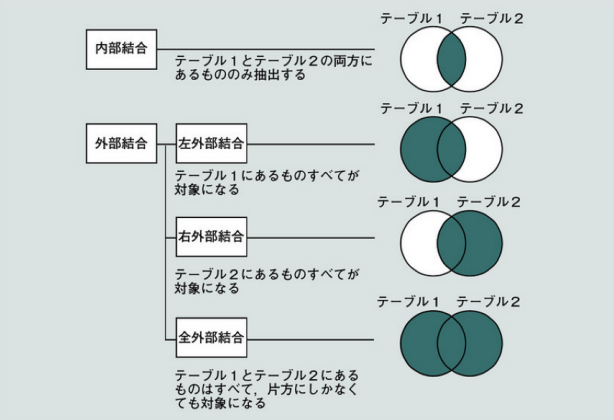 テーブル1 テーブル2
内部結合
テーブル1とテーブル2の両方に
あるもののみ抽出する
テーブル1 テーブル2
外部結合
左外部結合
テーブル1にあるものすべてが
対象になる
テーブル1 テーブル2
右外部結合
テーブル2にあるものすべてが
対象になる
テーブル1 テーブル2
全外部結合
テーブル1とテーブル2にある
ものはすべて，片方にしかなく
ても対象になる